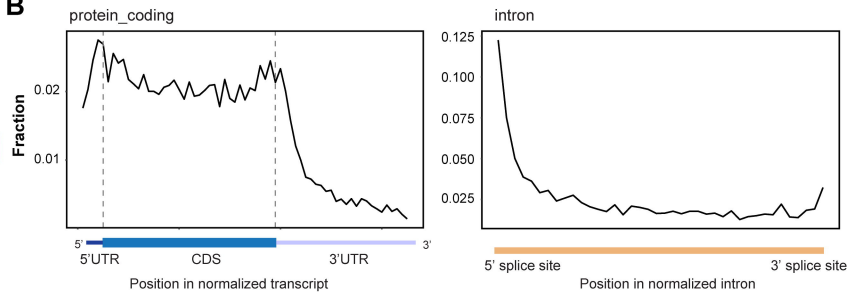 B
protein_coding
Fraction
0.02
0.01
5’
3’
5’UTR
CDS
3’UTR
Position in normalized transcript
intron
0.125
0.100
0.075
0.050
0.025
5’ splice site
3’ splice site
Position in normalized intron